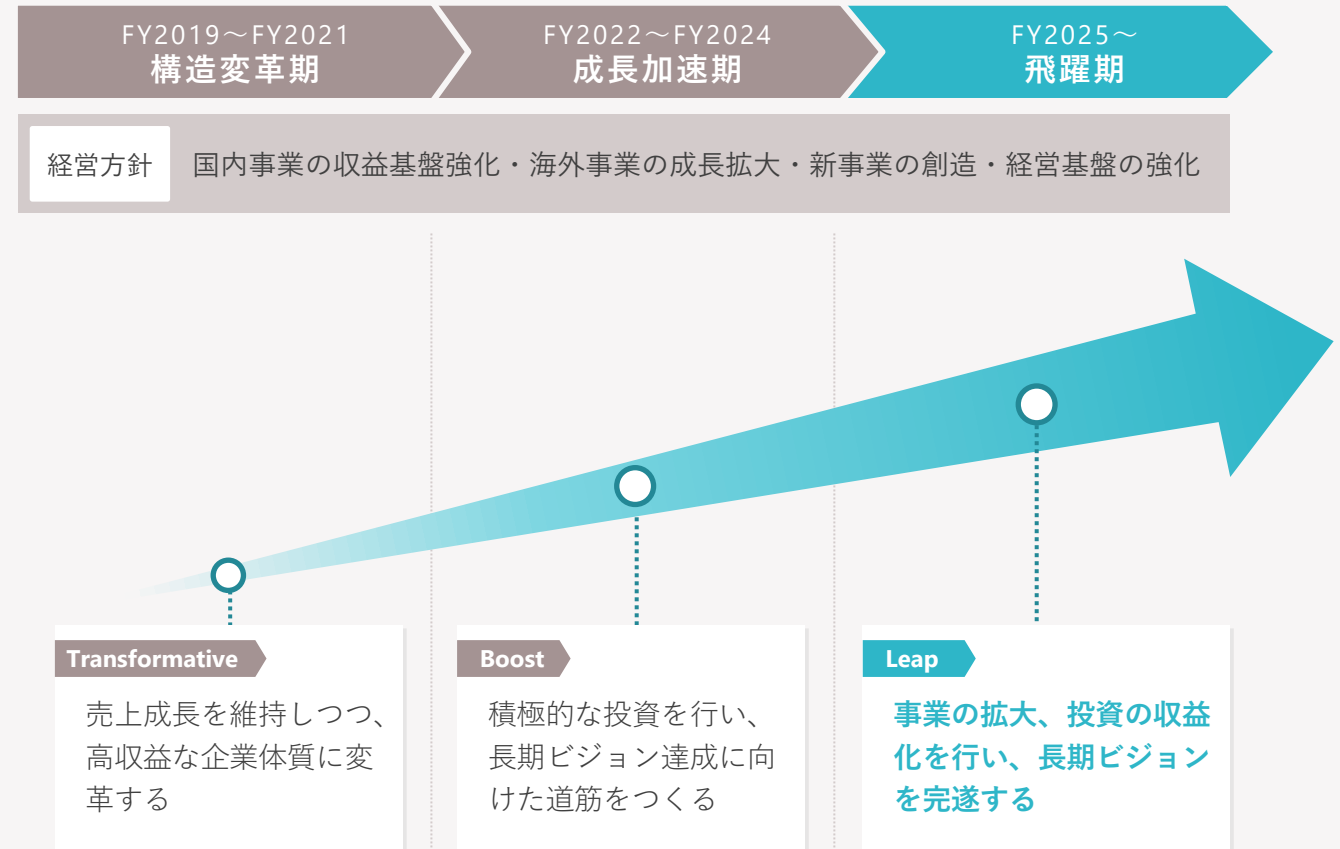 FY2019～FY2021
構造変革期
FY2022～FY2024
成長加速期
FY2025～
飛躍期
経営方針
国内事業の収益基盤強化・海外事業の成長拡大・新事業の創造・経営基盤の強化
Transformative
売上成長を維持しつつ、
高収益な企業体質に変
革する
Boost
積極的な投資を行い、
長期ビジョン達成に向
けた道筋をつくる
Leap
事業の拡大、投資の収益
化を行い、長期ビジョン
を完遂する